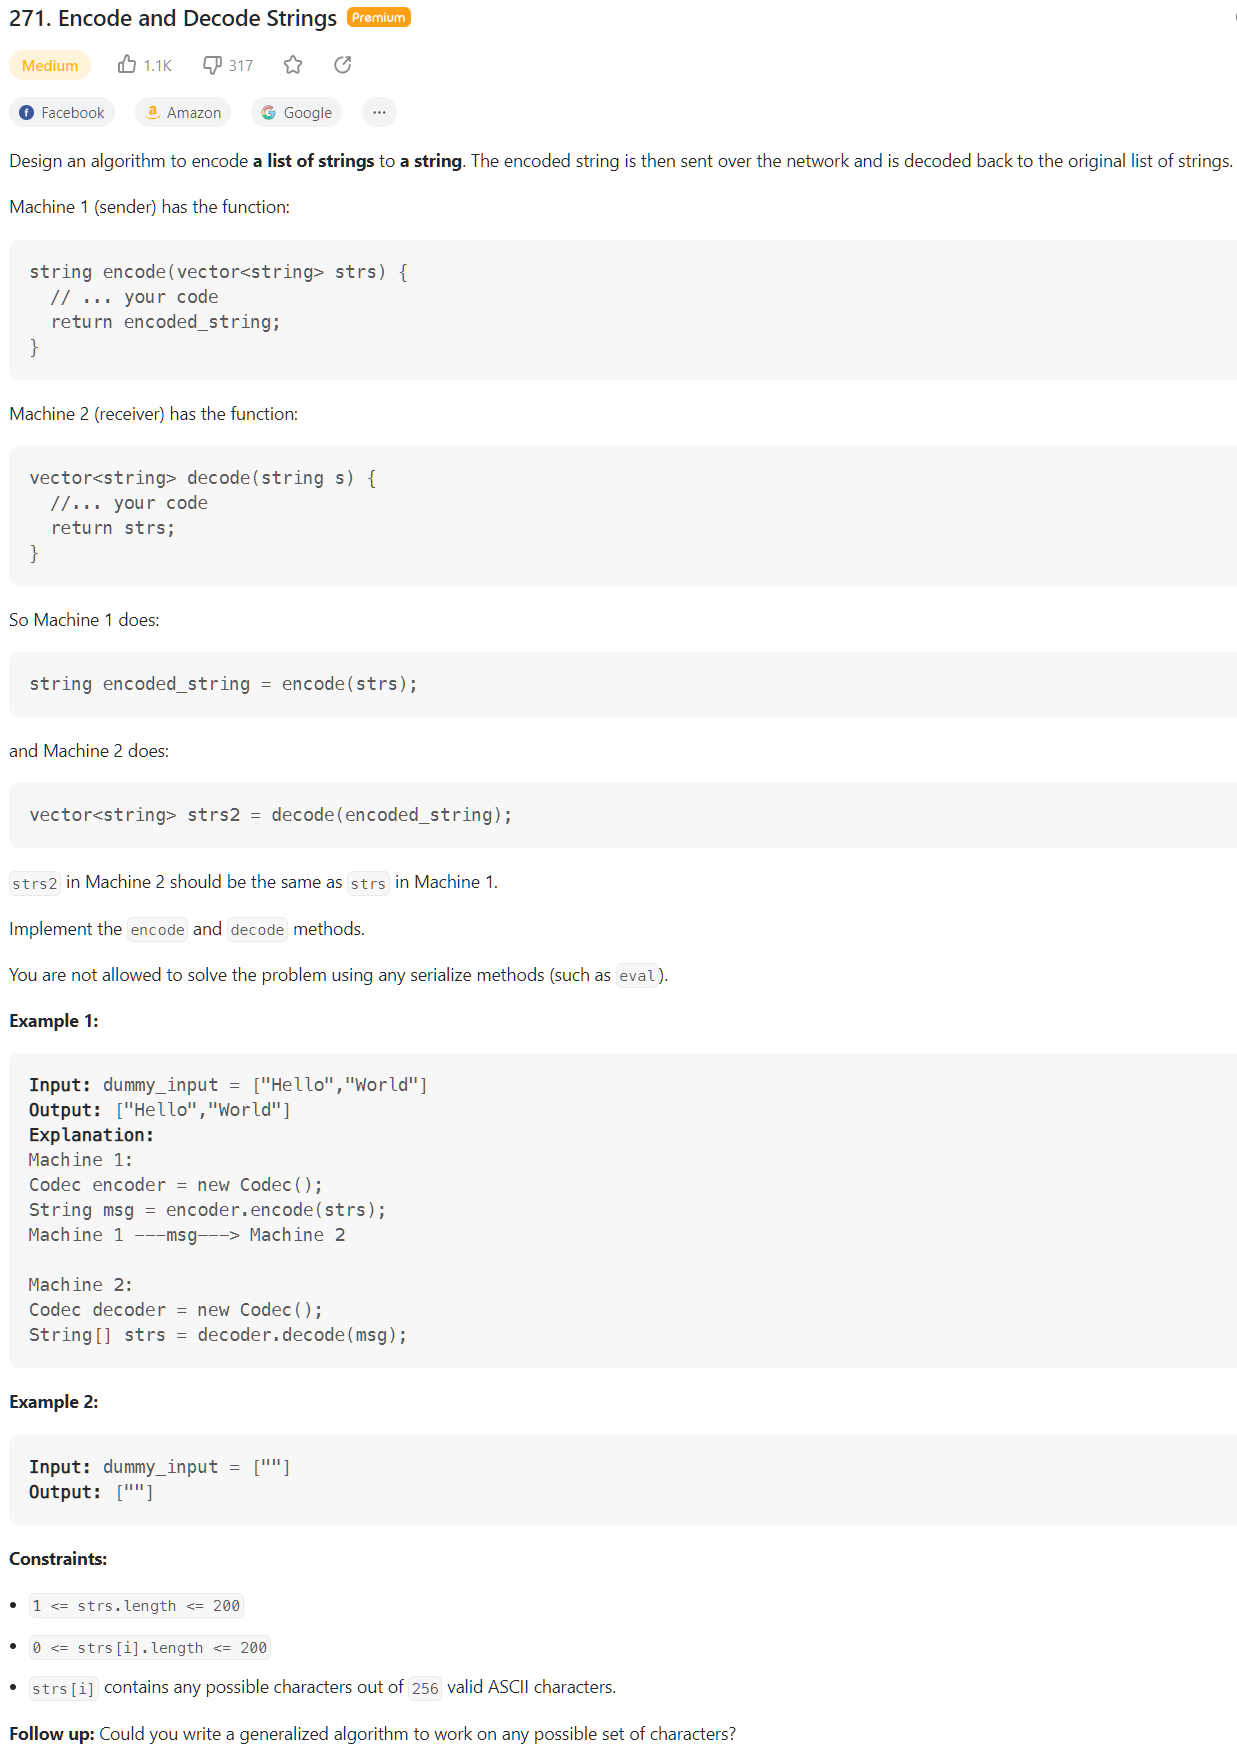 271. Encode and Decode Strings Premium
Medium 1.1K 317
Facebook Amazon Google ...
Design an algorithm to encode a list of strings to a string. The encoded string is then sent over the network and is decoded back to the original list of strings.
Machine 1 (sender) has the function:
string encode(vector<string> strs) {
  // ... your code
  return encoded_string;
}
Machine 2 (receiver) has the function:
vector<string> decode(string s) {
  //... your code
  return strs;
}
So Machine 1 does:
string encoded_string = encode(strs);
and Machine 2 does:
vector<string> strs2 = decode(encoded_string);
strs2 in Machine 2 should be the same as strs in Machine 1.
Implement the encode and decode methods.
You are not allowed to solve the problem using any serialize methods (such as eval).
Example 1:
Input: dummy_input = ["Hello","World"]
Output: ["Hello","World"]
Explanation:
Machine 1:
Codec encoder = new Codec();
String msg = encoder.encode(strs);
Machine 1 ---msg---> Machine 2
Machine 2:
Codec decoder = new Codec();
String[] strs = decoder.decode(msg);
Example 2:
Input: dummy_input = [""]
Output: [""]
Constraints:
• 1 <= strs.length <= 200
• 0 <= strs[i].length <= 200
• strs[i] contains any possible characters out of 256 valid ASCII characters.
Follow up: Could you write a generalized algorithm to work on any possible set of characters?